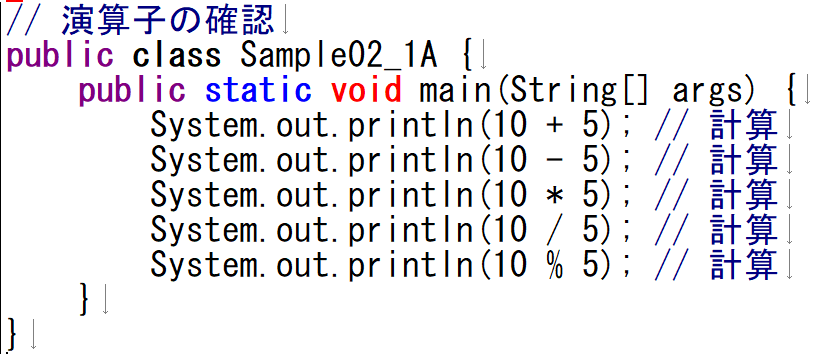 // 演算子の確認↓
public class Sample02_1A {↓
    public static void main(String[] args) {↓
        System.out.println(10 + 5); // 計算↓
        System.out.println(10 - 5); // 計算↓
        System.out.println(10 * 5); // 計算↓
        System.out.println(10 / 5); // 計算↓
        System.out.println(10 % 5); // 計算↓
    }↓
}↓